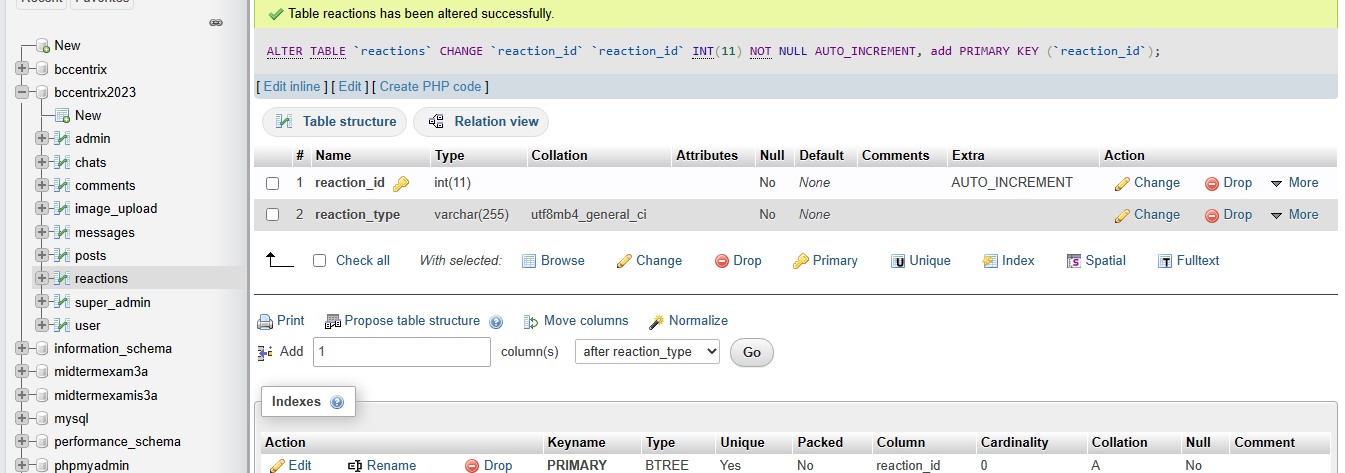 Recent Favorites
New
bccentrix
bccentrix2023
New
admin
chats
comments
image_upload
messages
posts
reactions
super_admin
user
information_schema
midtermexam3a
midtermexamis3a
mysql
performance_schema
phpmyadmin
Table reactions has been altered successfully.
ALTER TABLE `reactions` CHANGE `reaction_id` `reaction_id` INT(11) NOT NULL AUTO_INCREMENT, add PRIMARY KEY (`reaction_id`);
[ Edit inline ] [ Edit ] [ Create PHP code ]
Table structure Relation view
# Name Type Collation Attributes Null Default Comments Extra Action
1 reaction_id int(11) No None AUTO_INCREMENT Change Drop More
2 reaction_type varchar(255) utf8mb4_general_ci No None Change Drop More
Check all With selected: Browse Change Drop Primary Unique Index Spatial Fulltext
Print Propose table structure Move columns Normalize
Add 1 column(s) after reaction_type Go
Indexes
Action Keyname Type Unique Packed Column Cardinality Collation Null Comment
Edit Rename Drop PRIMARY BTREE Yes No reaction_id 0 A No